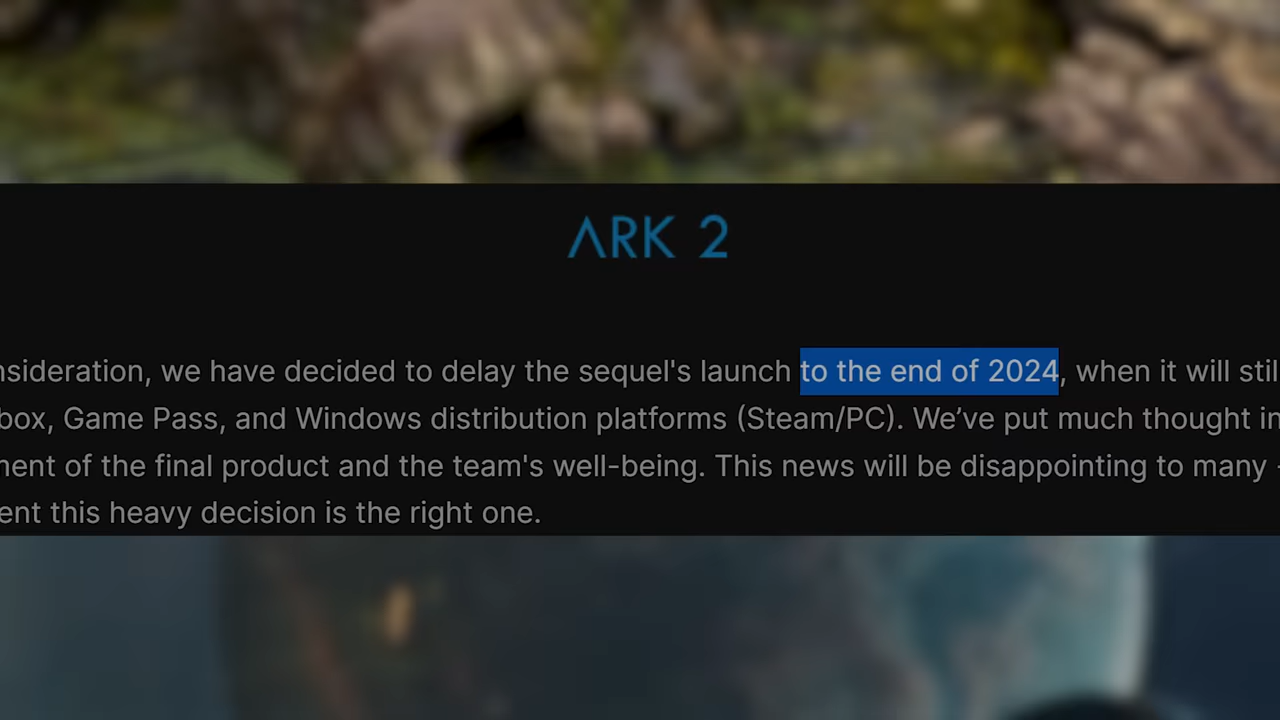 ARK 2
nsideration, we have decided to delay the sequel's launch to the end of 2024, when it will stil
box, Game Pass, and Windows distribution platforms (Steam/PC). We’ve put much thought in
nent of the final product and the team's well-being. This news will be disappointing to many
ent this heavy decision is the right one.